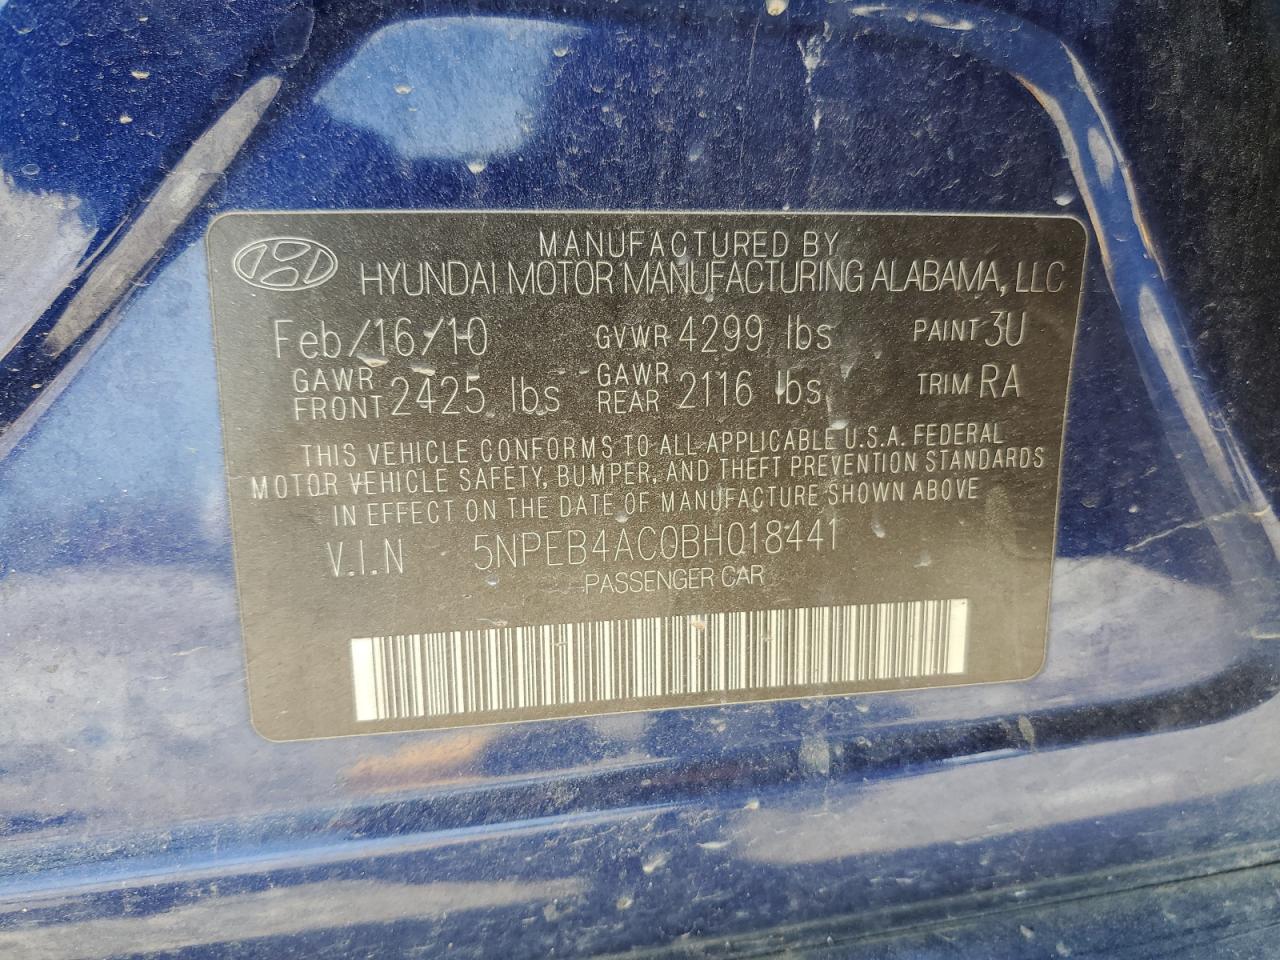 MANUFACTURED BY
HYUNDAI MOTOR MANUFACTURING ALABAMA, LLC
Feb/16/10 GVWR 4299 lbs PAINT 3U
GAWR FRONT 2425 lbs GAWR REAR 2116 lbs TRIM RA
THIS VEHICLE CONFORMS TO ALL APPLICABLE U.S.A. FEDERAL
MOTOR VEHICLE SAFETY, BUMPER, AND THEFT PREVENTION STANDARDS
IN EFFECT ON THE DATE OF MANUFACTURE SHOWN ABOVE
V.I.N 5NPEB4AC0BH018441
PASSENGER CAR